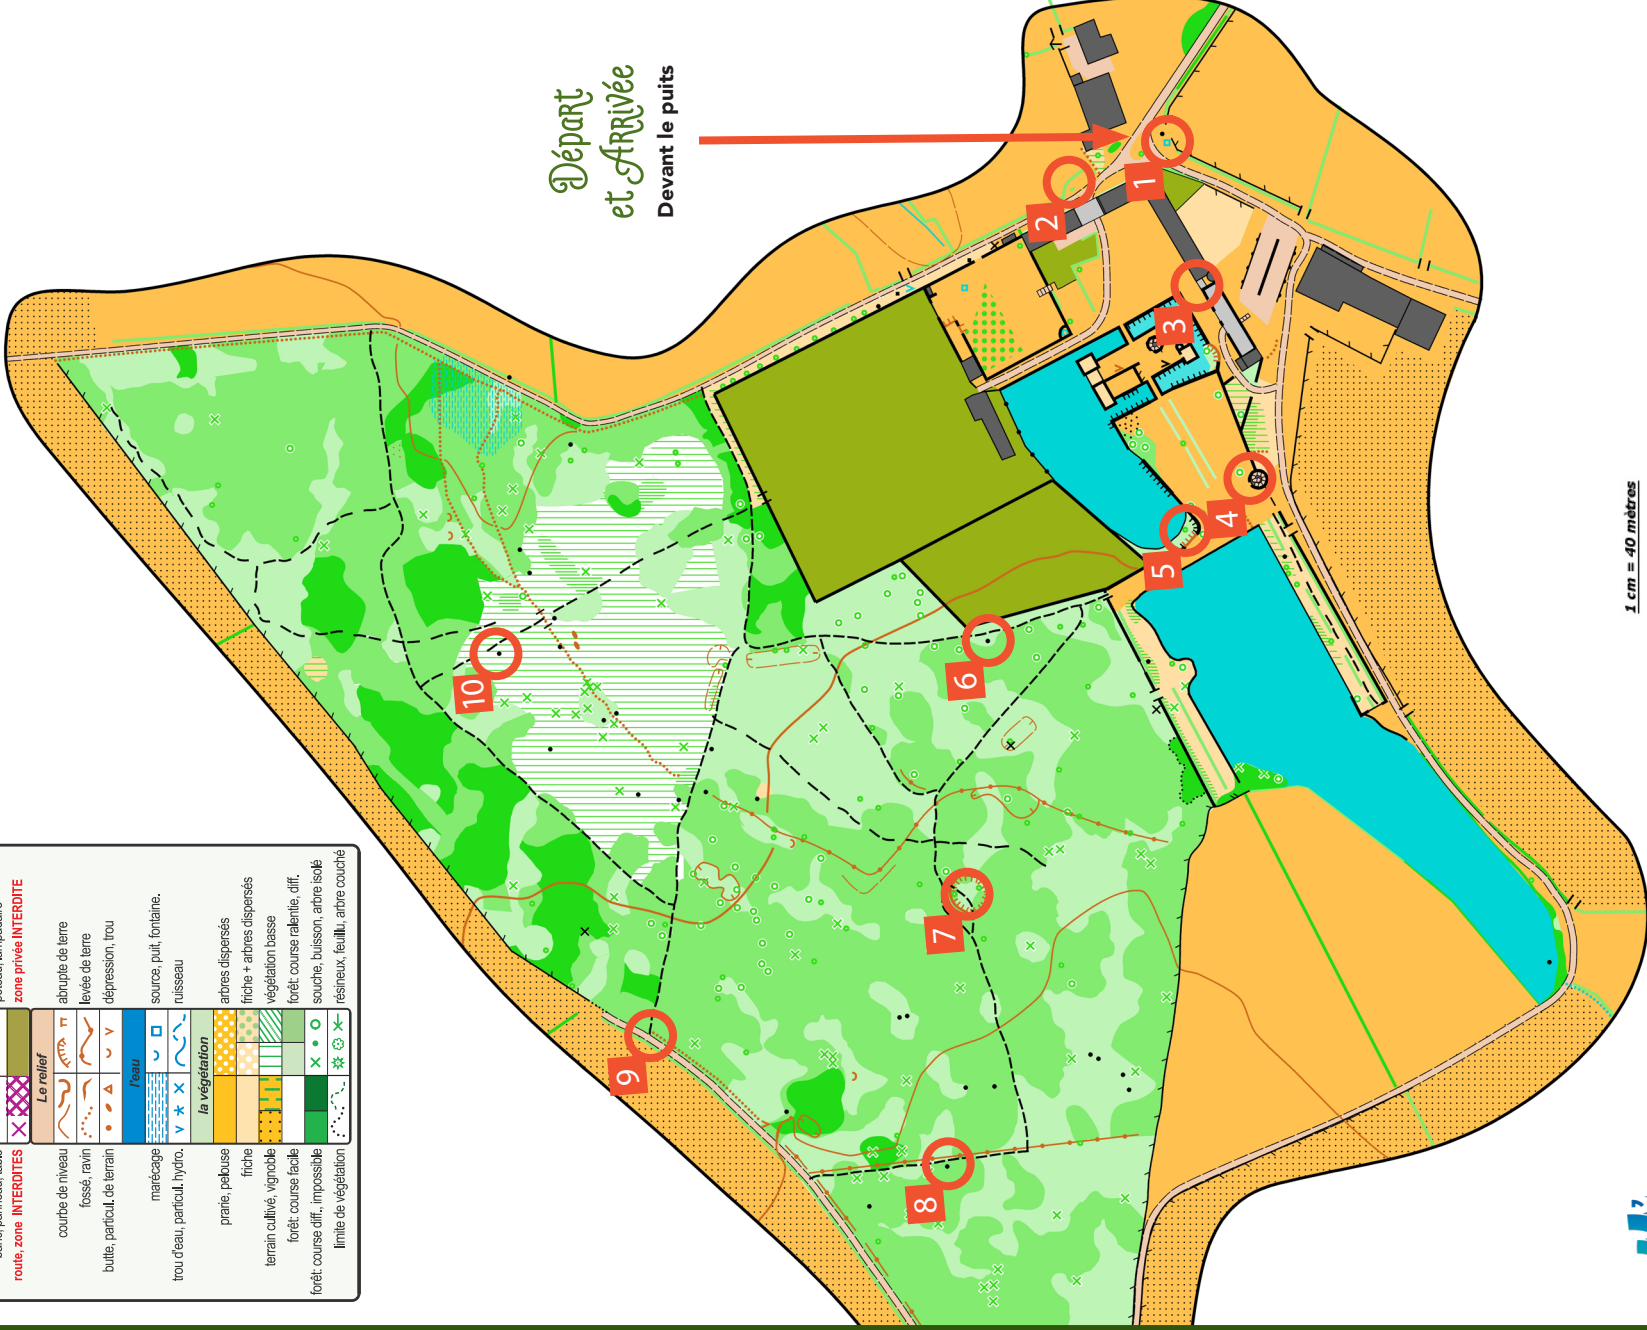 Départ
et Arrivée
Devant le puits
1
2
3
4
5
6
7
8
9
10
1 cm = 40 mètres
route, zone INTERDITES
zone privée INTERDITE
Le relief
courbe de niveau
abrupte de terre
fossé, ravin
levée de terre
butte, particul. de terrain
dépression, trou
l'eau
marécage
source, puit, fontaine.
trou d'eau, particul. hydro.
ruisseau
la végétation
prarie, pelouse
arbres dispersés
friche
friche + arbres dispersés
terrain cultivé, vignoble
végétation basse
forêt: course facile
forêt: course ralentie, diff.
forêt: course diff., impossible
souche, buisson, arbre isolé
limite de végétation
résineux, feuillu, arbre couché